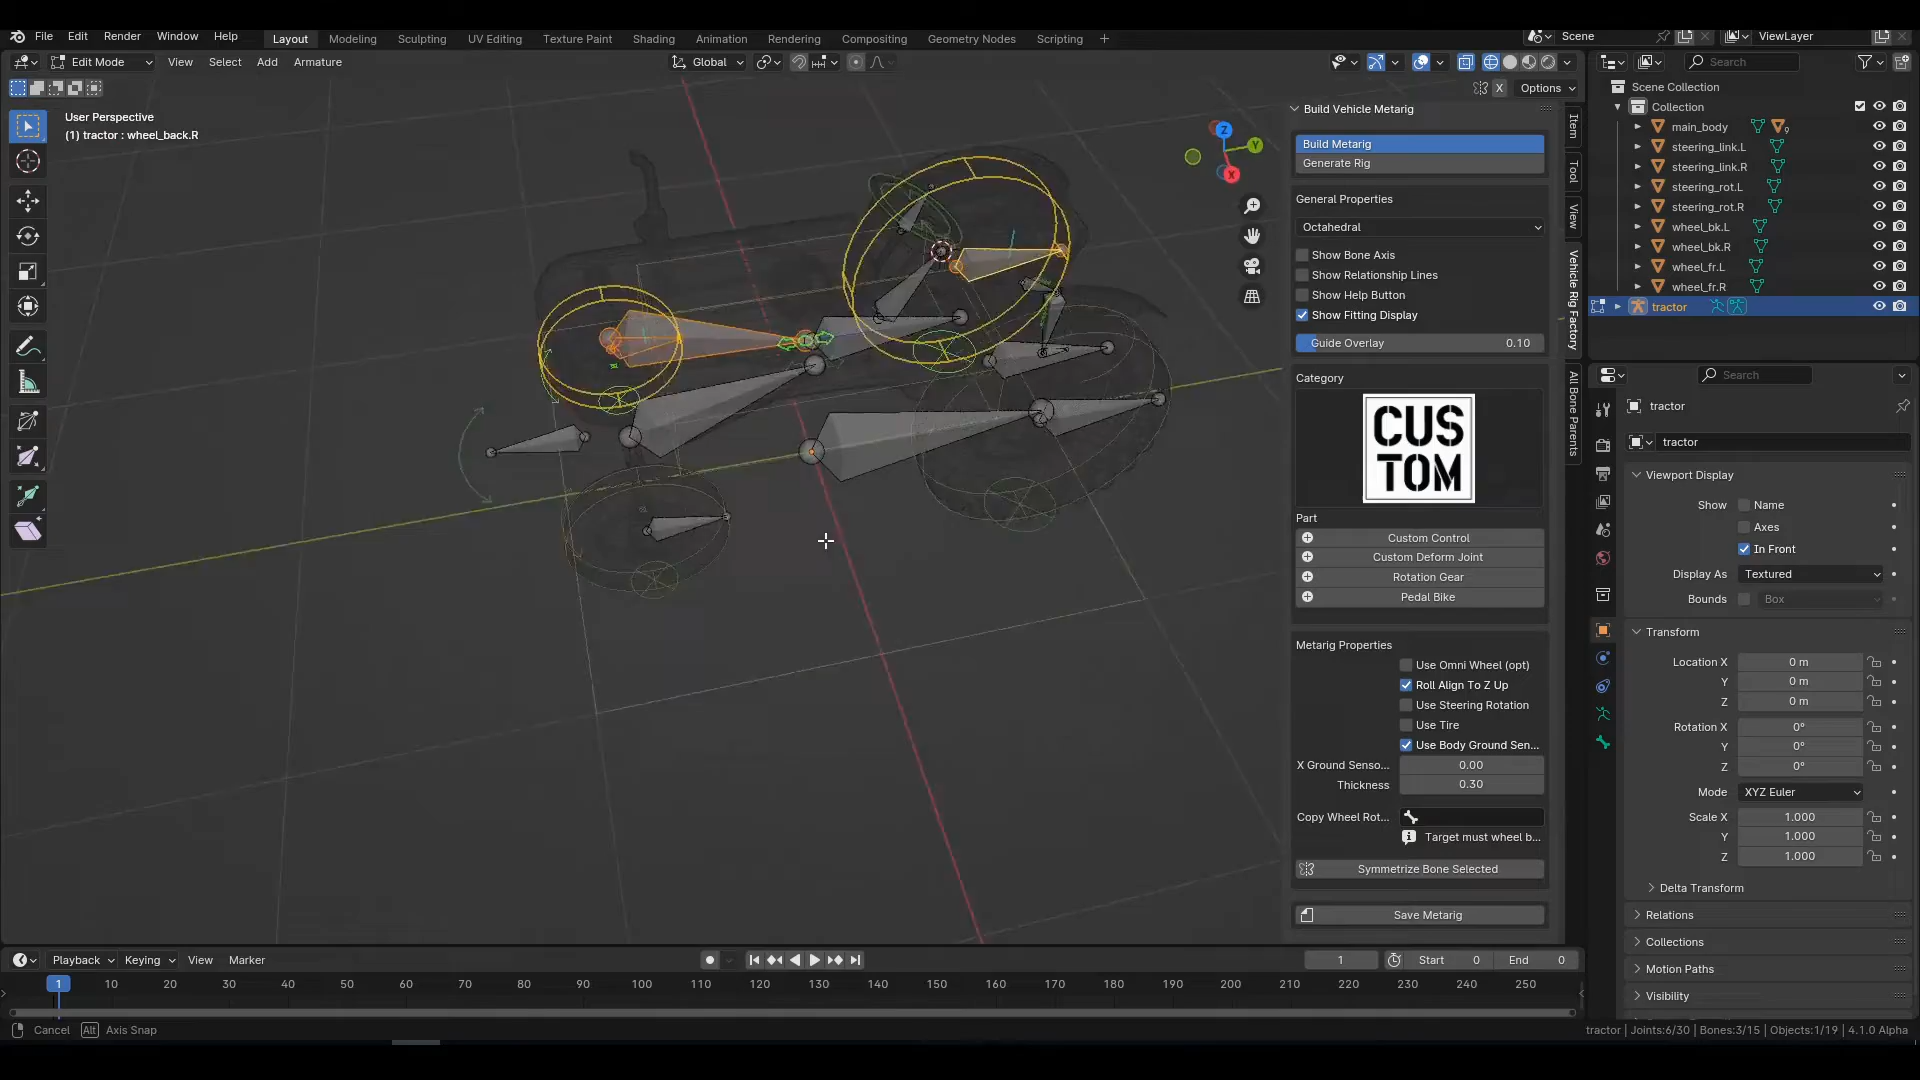 File Edit Render Window Help Layout Modeling Sculpting UV Editing Texture Paint Shading Animation Rendering Compositing Geometry Nodes Scripting + Scene ViewLayer
Edit Mode View Select Add Armature Global Search
X Options
User Perspective
(1) tractor : wheel_back.R
Z
Y
X
Build Vehicle Metarig
Build Metarig
Generate Rig
General Properties
Octahedral
Show Bone Axis
Show Relationship Lines
Show Help Button
Show Fitting Display
Guide Overlay 0.10
Category
CUS
TOM
Part
Custom Control
Custom Deform Joint
Rotation Gear
Pedal Bike
Metarig Properties
Use Omni Wheel (opt)
Roll Align To Z Up
Use Steering Rotation
Use Tire
Use Body Ground Sen...
X Ground Senso... 0.00
Thickness 0.30
Copy Wheel Rot...
Target must wheel b...
Symmetrize Bone Selected
Save Metarig
Item
Tool
View
Vehicle Rig Factory
All Bone Parents
Scene Collection
Collection
main_body 9
steering_link.L
steering_link.R
steering_rot.L
steering_rot.R
wheel_bk.L
wheel_bk.R
wheel_fr.L
wheel_fr.R
tractor
Search
tractor
tractor
Viewport Display
Show Name
Axes
In Front
Display As Textured
Bounds Box
Transform
Location X 0 m
Y 0 m
Z 0 m
Rotation X 0°
Y 0°
Z 0°
Mode XYZ Euler
Scale X 1.000
Y 1.000
Z 1.000
Delta Transform
Relations
Collections
Motion Paths
Visibility
Playback Keying View Marker 1 Start 0 End 0
1 10 20 30 40 50 60 70 80 90 100 110 120 130 140 150 160 170 180 190 200 210 220 230 240 250
Cancel Alt Axis Snap tractor | Joints:6/30 | Bones:3/15 | Objects:1/19 | 4.1.0 Alpha